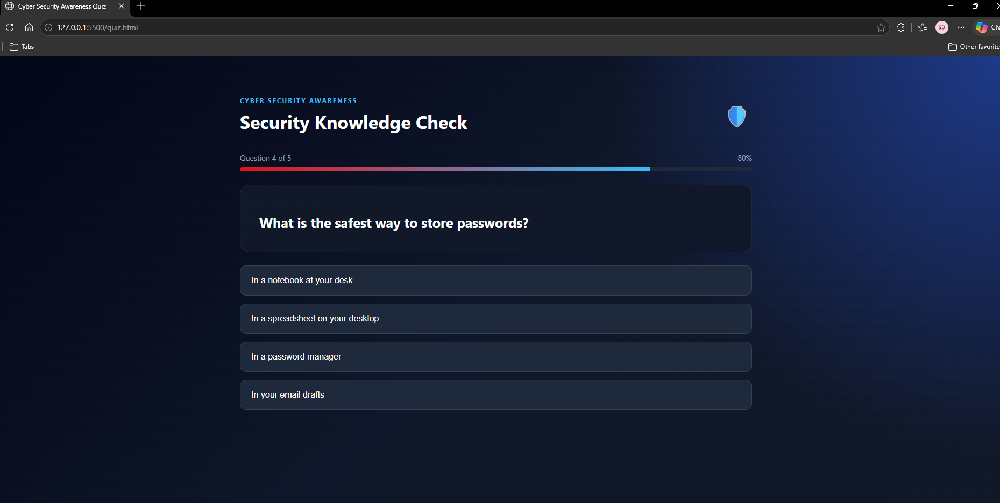 Cyber Security Awareness Quiz
127.0.0.1:5500/quiz.html
SD
Tabs
Other favorite
CYBER SECURITY AWARENESS
Security Knowledge Check
Question 4 of 5
80%
What is the safest way to store passwords?
In a notebook at your desk
In a spreadsheet on your desktop
In a password manager
In your email drafts